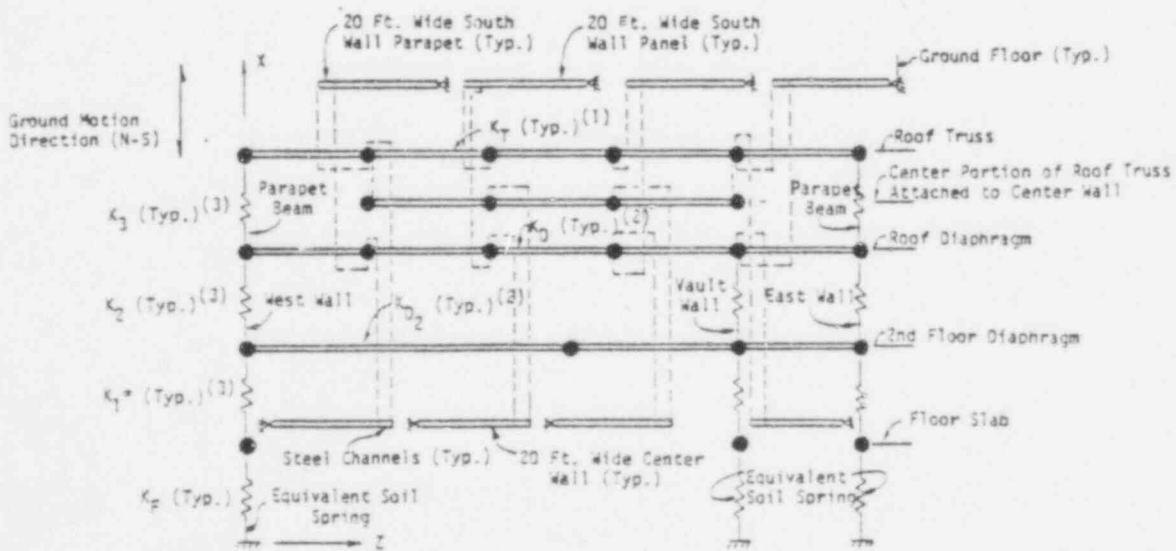 20 Ft. Wide South
Wall Parapet (Typ.)
20 Ft. Wide South
Wall Panel (Typ.)
Ground Floor (Typ.)
X
Ground Motion
Direction (N-S)
K_T (Typ.)(1)
Roof Truss
Parapet
Beam
Parapet
Beam
Center Portion of Roof Truss
Attached to Center Wall
K_3 (Typ.)(3)
K_D (Typ.)(2)
Roof Diaphragm
K_2 (Typ.)(3)
West Wall
K_D2 (Typ.)(2)
Vault
Wall
East Wall
2nd Floor Diaphragm
K_1* (Typ.)(3)
Floor Slab
Steel Channels (Typ.)
20 Ft. Wide Center
Wall (Typ.)
Equivalent
Soil Spring
K_F (Typ.)
Equivalent Soil
Spring
Z